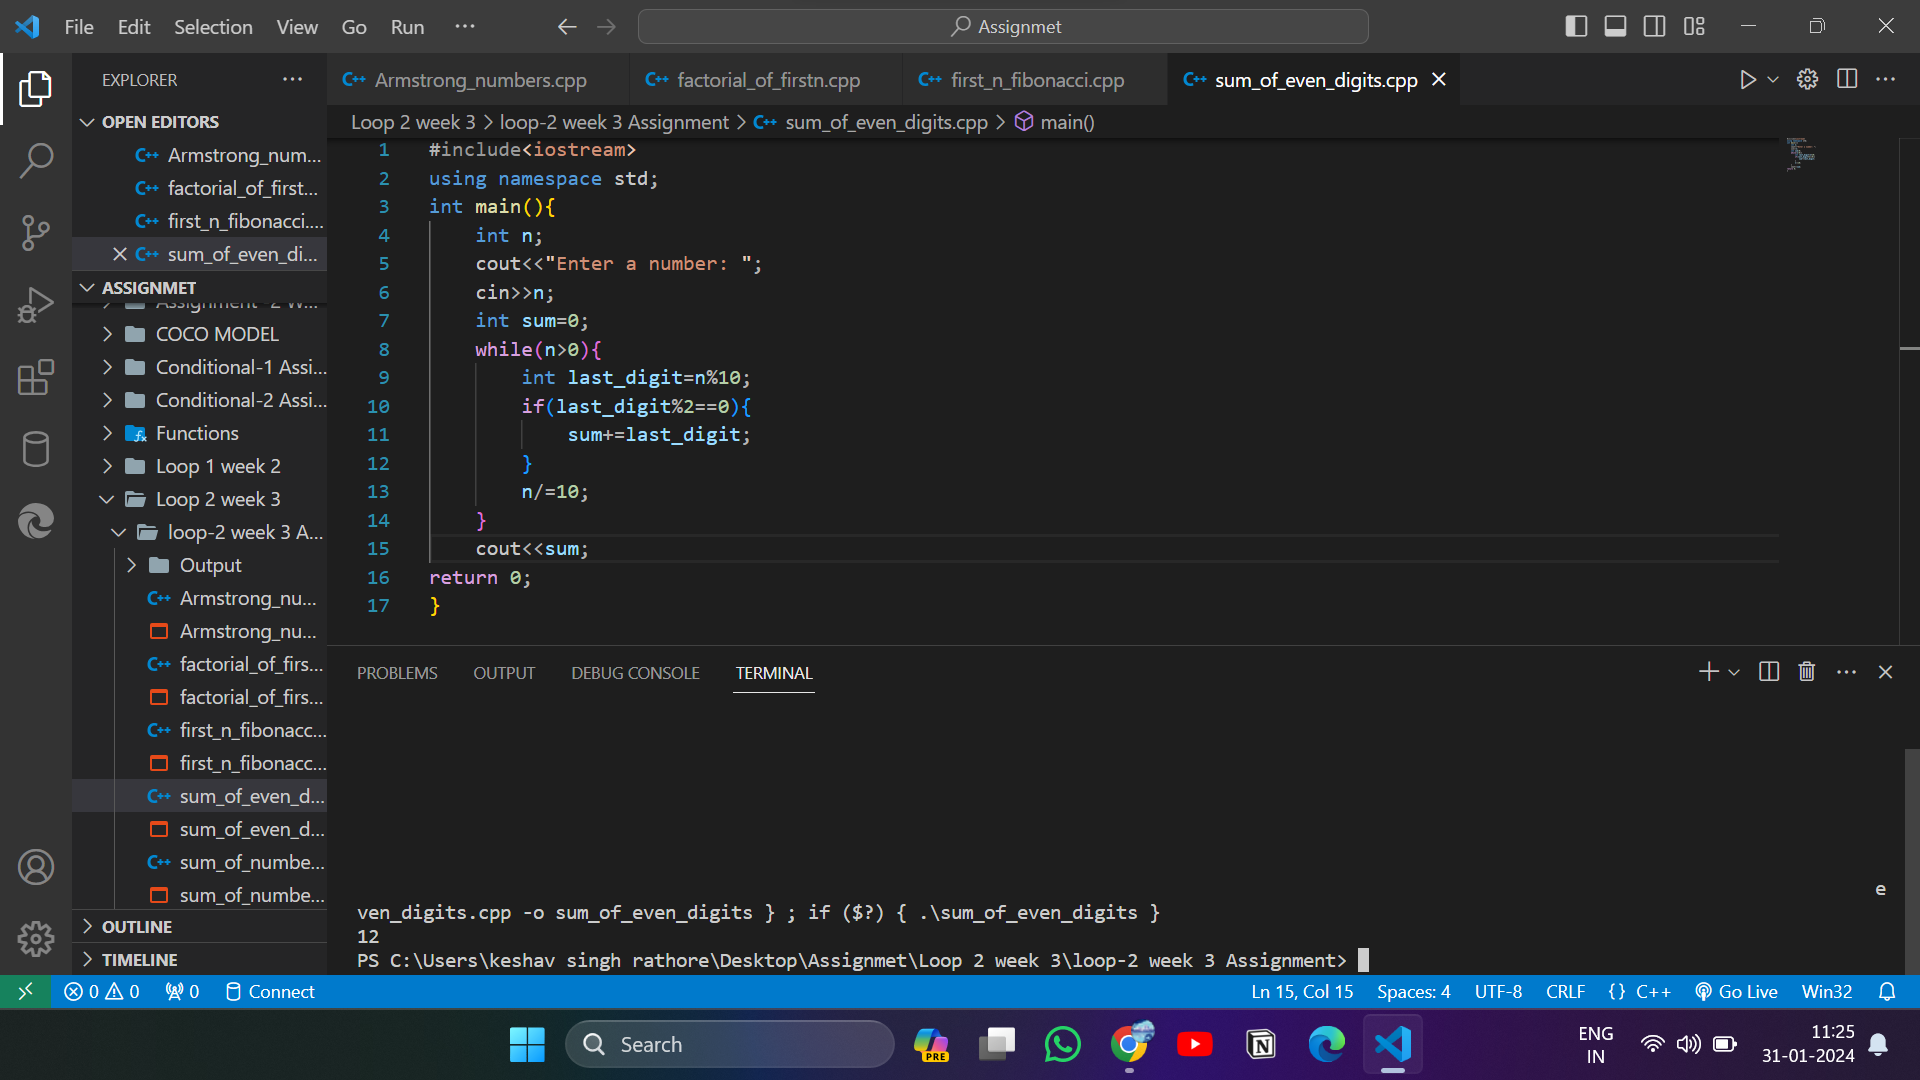 File Edit Selection View Go Run ···
Assignmet
EXPLORER
OPEN EDITORS
Armstrong_num...
factorial_of_first...
first_n_fibonacci....
sum_of_even_di...
ASSIGNMET
COCO MODEL
Conditional-1 Assi...
Conditional-2 Assi...
Functions
Loop 1 week 2
Loop 2 week 3
loop-2 week 3 A...
Output
C++ Armstrong_nu...
Armstrong_nu...
C++ factorial_of_firs...
factorial_of_firs...
C++ first_n_fibonacc...
first_n_fibonacc...
C++ sum_of_even_d...
sum_of_even_d...
C++ sum_of_numbe...
sum_of_numbe...
OUTLINE
TIMELINE
C++ Armstrong_numbers.cpp C++ factorial_of_firstn.cpp C++ first_n_fibonacci.cpp C++ sum_of_even_digits.cpp
Loop 2 week 3 > loop-2 week 3 Assignment > C++ sum_of_even_digits.cpp > main()
1 #include<iostream>
2 using namespace std;
3 int main(){
4 int n;
5 cout<<"Enter a number: ";
6 cin>>n;
7 int sum=0;
8 while(n>0){
9 int last_digit=n%10;
10 if(last_digit%2==0){
11 sum+=last_digit;
12 }
13 n/=10;
14 }
15 cout<<sum;
16 return 0;
17 }
PROBLEMS OUTPUT DEBUG CONSOLE TERMINAL
e
ven_digits.cpp -o sum_of_even_digits } ; if ($?) { .\sum_of_even_digits }
12
PS C:\Users\keshav singh rathore\Desktop\Assignmet\Loop 2 week 3\loop-2 week 3 Assignment>
0 0 0 Connect Ln 15, Col 15 Spaces: 4 UTF-8 CRLF {} C++ Go Live Win32
Search
PRE
ENG
IN
11:25
31-01-2024